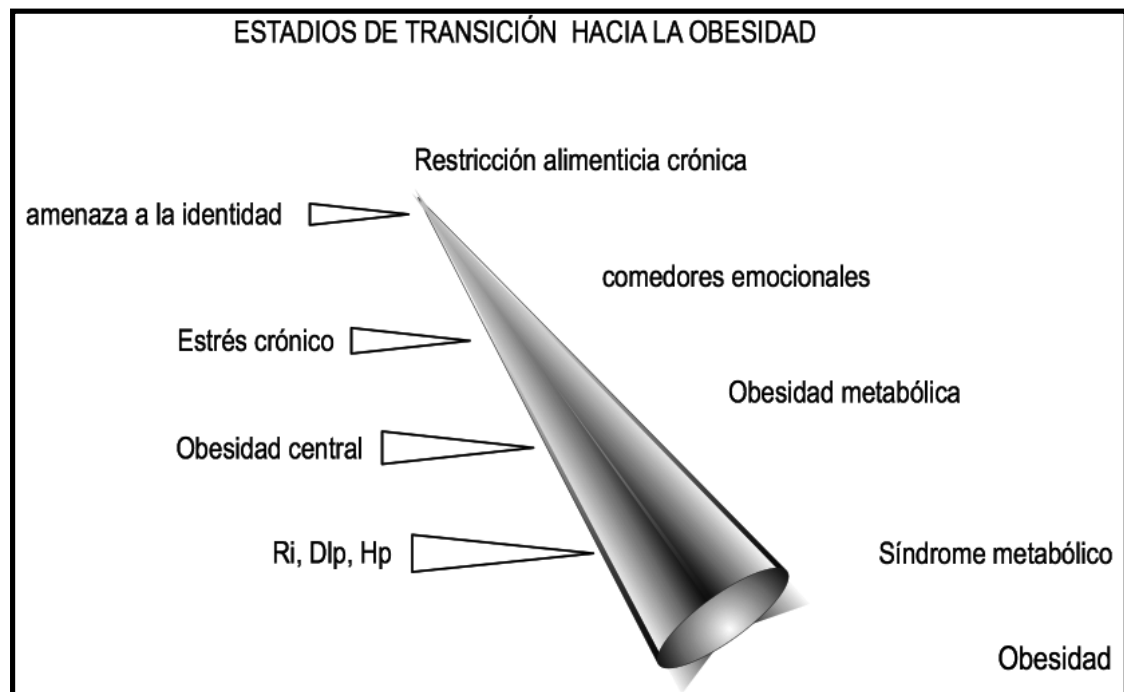 ESTADIOS DE TRANSICIÓN HACIA LA OBESIDAD
Restricción alimenticia crónica
amenaza a la identidad
comedores emocionales
Estrés crónico
Obesidad metabólica
Obesidad central
Ri, Dlp, Hp
Síndrome metabólico
Obesidad